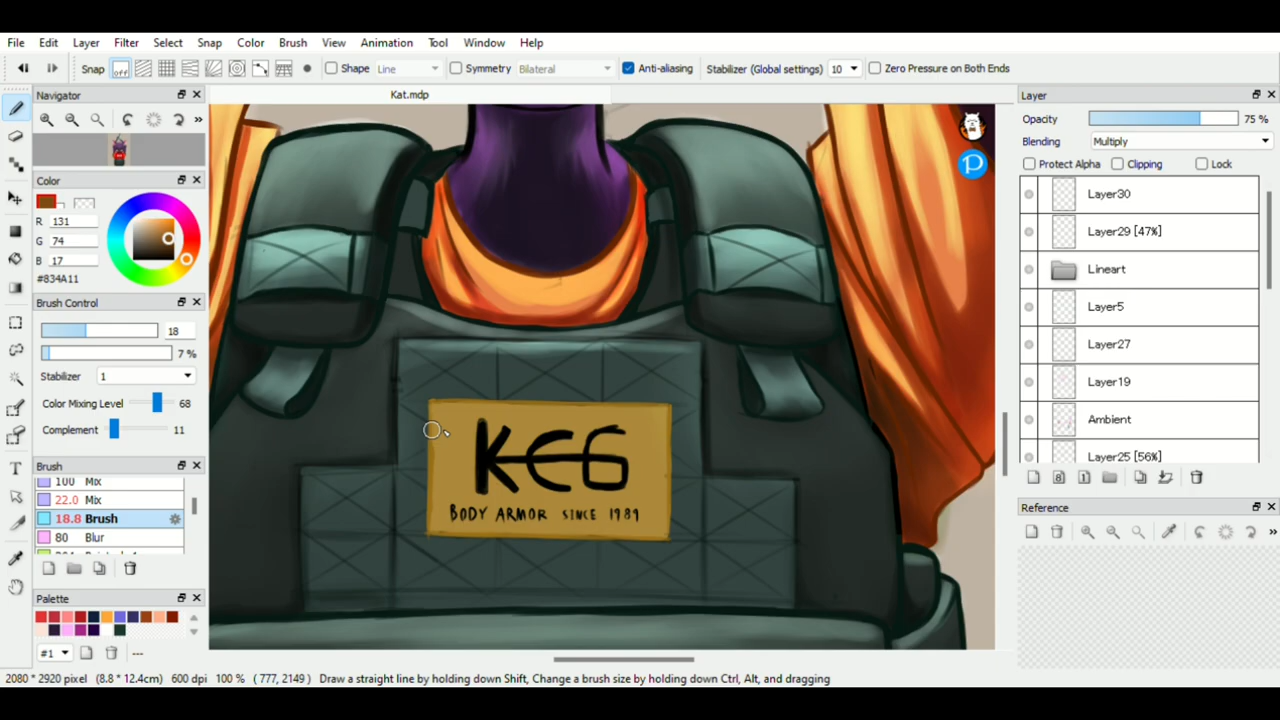 File Edit Layer Filter Select Snap Color Brush View Animation Tool Window Help
Snap off Shape Line Symmetry Bilateral Anti-aliasing Stabilizer (Global settings) 10 Zero Pressure on Both Ends
Navigator
Kat.mdp
Layer
Opacity 75 %
Blending Multiply
Protect Alpha Clipping Lock
Color
R 131
G 74
B 17
#834A11
Brush Control
18
7 %
Stabilizer 1
Color Mixing Level 68
Complement 11
Brush
100 Mix
22.0 Mix
18.8 Brush
80 Blur
Palette
#1 ---
Layer30
Layer29 [47%]
Lineart
Layer5
Layer27
Layer19
Ambient
Layer25 [56%]
8 1
Reference
P
KC6
BODY ARMOR SINCE 1989
2080 * 2920 pixel (8.8 * 12.4cm) 600 dpi 100 % ( 777, 2149 ) Draw a straight line by holding down Shift, Change a brush size by holding down Ctrl, Alt, and dragging